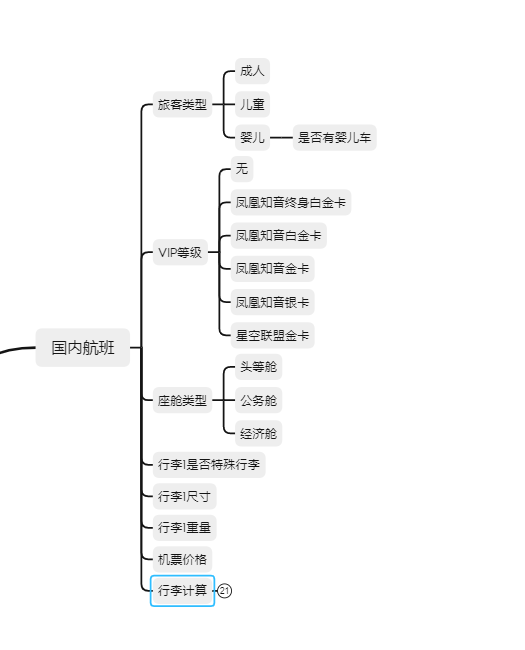 成人
旅客类型
儿童
婴儿
是否有婴儿车
无
凤凰知音终身白金卡
凤凰知音白金卡
VIP等级
凤凰知音金卡
凤凰知音银卡
星空联盟金卡
国内航班
头等舱
座舱类型
公务舱
经济舱
行李1是否特殊行李
行李1尺寸
行李1重量
机票价格
行李计算
21